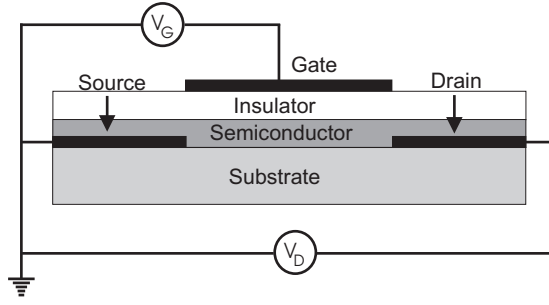 V_G
Gate
Source
Drain
Insulator
Semiconductor
Substrate
V_D